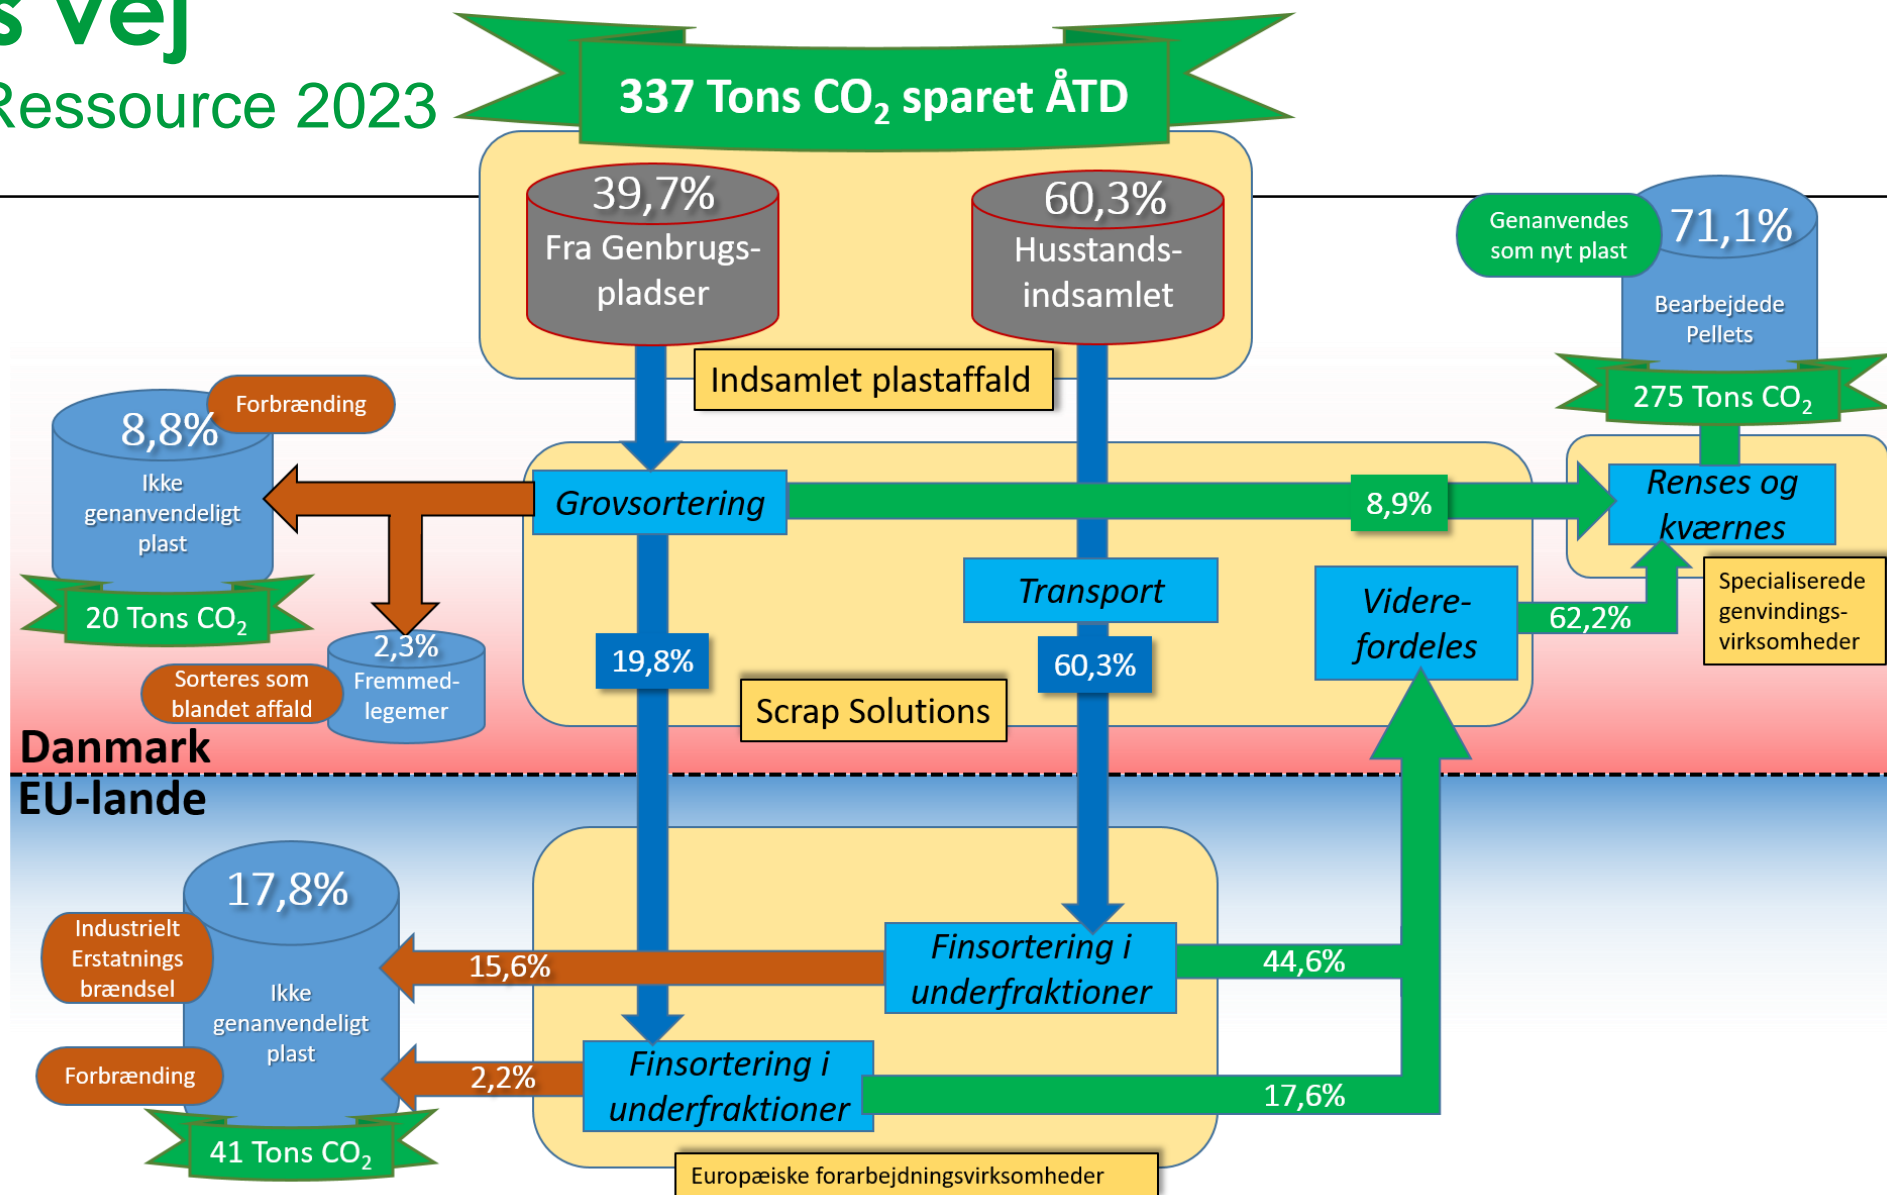 s vej
Ressource 2023
337 Tons CO₂ sparet ÅTD
39,7%
Fra Genbrugs-
pladser
60,3%
Husstands-
indsamlet
Indsamlet plastaffald
Genanvendes
som nyt plast
71,1%
Bearbejdede
Pellets
275 Tons CO₂
Forbrænding
8,8%
Ikke
genanvendeligt
plast
20 Tons CO₂
Grovsortering
8,9%
Renses og
kværnes
Transport
Videre-
fordeles
62,2%
Specialiserede
genvindings-
virksomheder
2,3%
Fremmed-
legemer
Sorteres som
blandet affald
19,8%
60,3%
Scrap Solutions
Danmark
EU-lande
17,8%
Industrielt
Erstatnings
brændsel
Ikke
genanvendeligt
plast
Forbrænding
41 Tons CO₂
15,6%
Finsortering i
underfraktioner
44,6%
2,2%
Finsortering i
underfraktioner
17,6%
Europæiske forarbejdningsvirksomheder